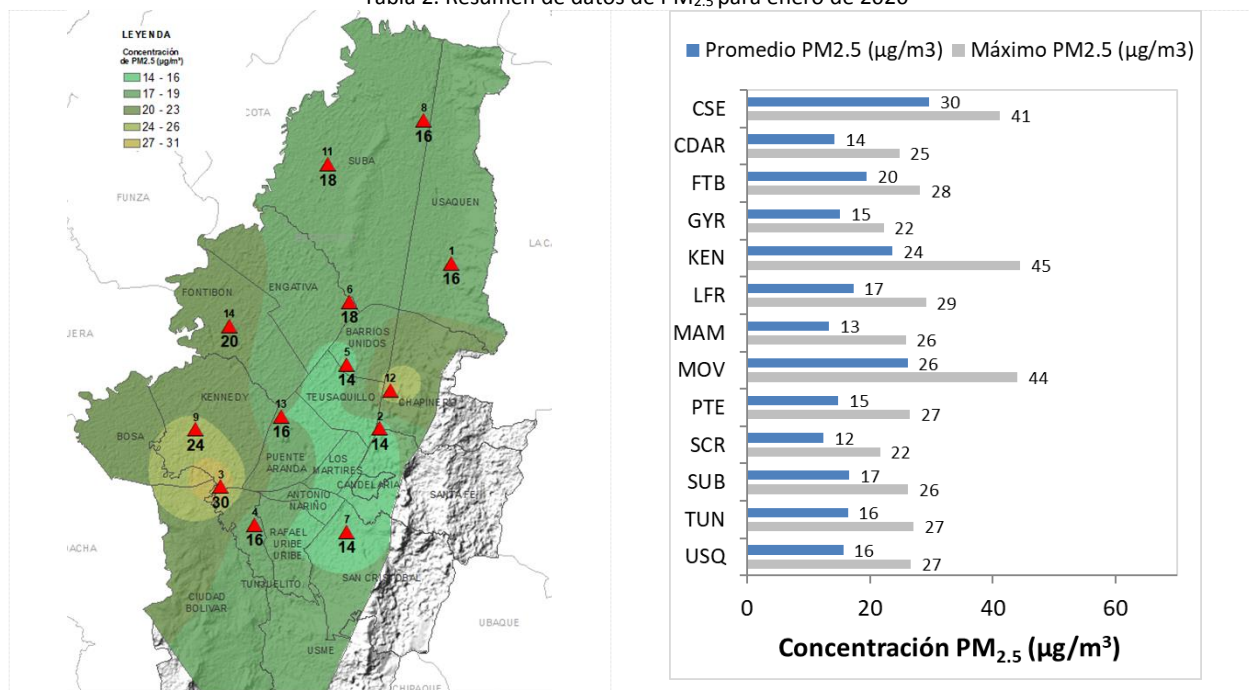 Tabla 2. Resumen de datos de PM2.5 para enero de 2020
LEYENDA
Concentración
de PM2.5 (µg/m³)
14 - 16
17 - 19
20 - 23
24 - 26
27 - 31
COTA
8
16
11
18
SUBA
FUNZA
USAQUEN
LA CA
1
16
FONTIBON
ENGATIVA
6
18
14
20
JERA
BARRIOS
UNIDOS
5
14
12
KENNEDY
TEUSAQUILLO
CHAPINERO
13
16
2
14
9
24
BOSA
PUENTE
ARANDA
LOS
MARTIRES
3
30
CANDELARIA
SANTA FE
ANTONIO
NARIÑO
4
16
7
14
RAFAEL
URIBE
URIBE
OACHA
TUNJUELITO
SAN CRISTOBAL
CIUDAD
BOLIVAR
UBAQUE
USME
CHIPAQUE
Promedio PM2.5 (µg/m3) Máximo PM2.5 (µg/m3)
CSE 30 41
CDAR 14 25
FTB 20 28
GYR 15 22
KEN 24 45
LFR 17 29
MAM 13 26
MOV 26 44
PTE 15 27
SCR 12 22
SUB 17 26
TUN 16 27
USQ 16 27
0 20 40 60
Concentración PM2.5 (µg/m³)